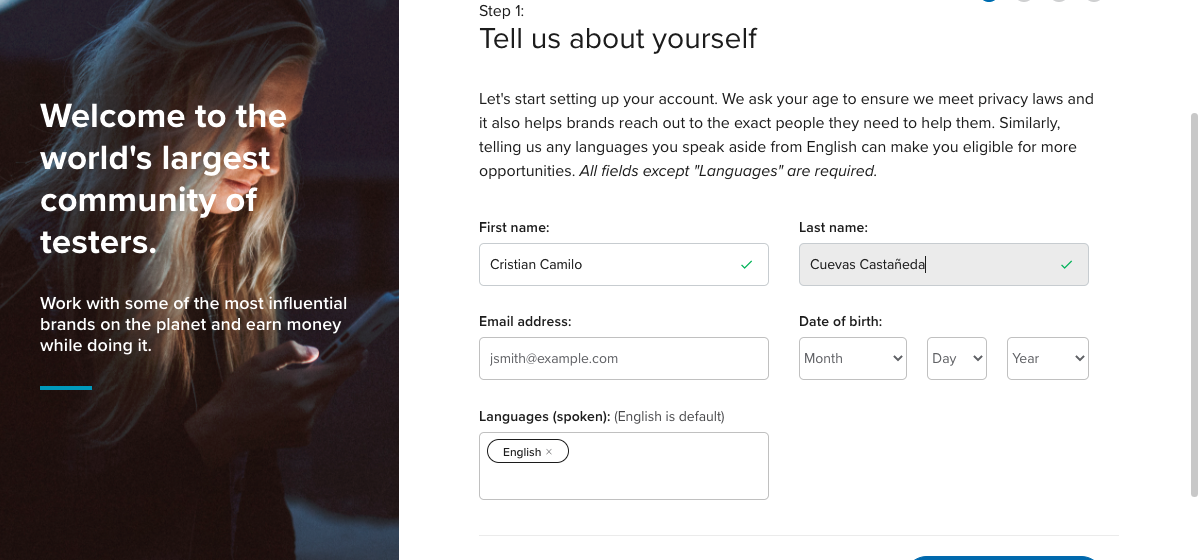 Welcome to the
world's largest
community of
testers.
Work with some of the most influential
brands on the planet and earn money
while doing it.
Step 1:
Tell us about yourself
Let's start setting up your account. We ask your age to ensure we meet privacy laws and
it also helps brands reach out to the exact people they need to help them. Similarly,
telling us any languages you speak aside from English can make you eligible for more
opportunities. All fields except "Languages" are required.
First name:
Last name:
Cristian Camilo
Cuevas Castañeda
Email address:
Date of birth:
jsmith@example.com
Month
Day
Year
Languages (spoken): (English is default)
English ×